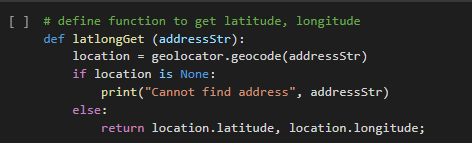 [ ] # define function to get latitude, longitude
def latlongGet (addressStr):
    location = geolocator.geocode(addressStr)
    if location is None:
        print("Cannot find address", addressStr)
    else:
        return location.latitude, location.longitude;